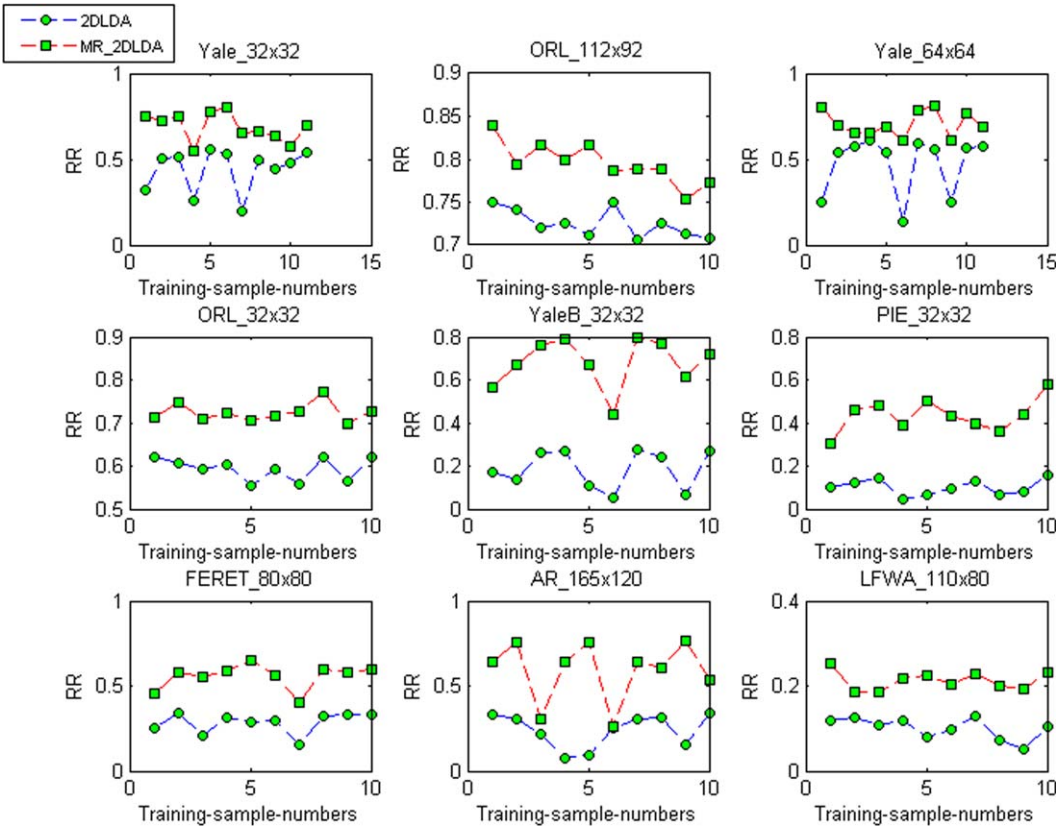 2DLDA
MR_2DLDA
Yale_32x32
1
0.5
0
RR
0 5 10 15
Training-sample-numbers
ORL_112x92
0.9
0.85
0.8
0.75
0.7
RR
0 5 10
Training-sample-numbers
Yale_64x64
1
0.5
0
RR
0 5 10 15
Training-sample-numbers
ORL_32x32
0.9
0.8
0.7
0.6
0.5
RR
0 5 10
Training-sample-numbers
YaleB_32x32
0.8
0.6
0.4
0.2
0
RR
0 5 10
Training-sample-numbers
PIE_32x32
0.8
0.6
0.4
0.2
0
RR
0 5 10
Training-sample-numbers
FERET_80x80
1
0.5
0
RR
0 5 10
Training-sample-numbers
AR_165x120
1
0.5
0
RR
0 5 10
Training-sample-numbers
LFWA_110x80
0.4
0.2
0
RR
0 5 10
Training-sample-numbers